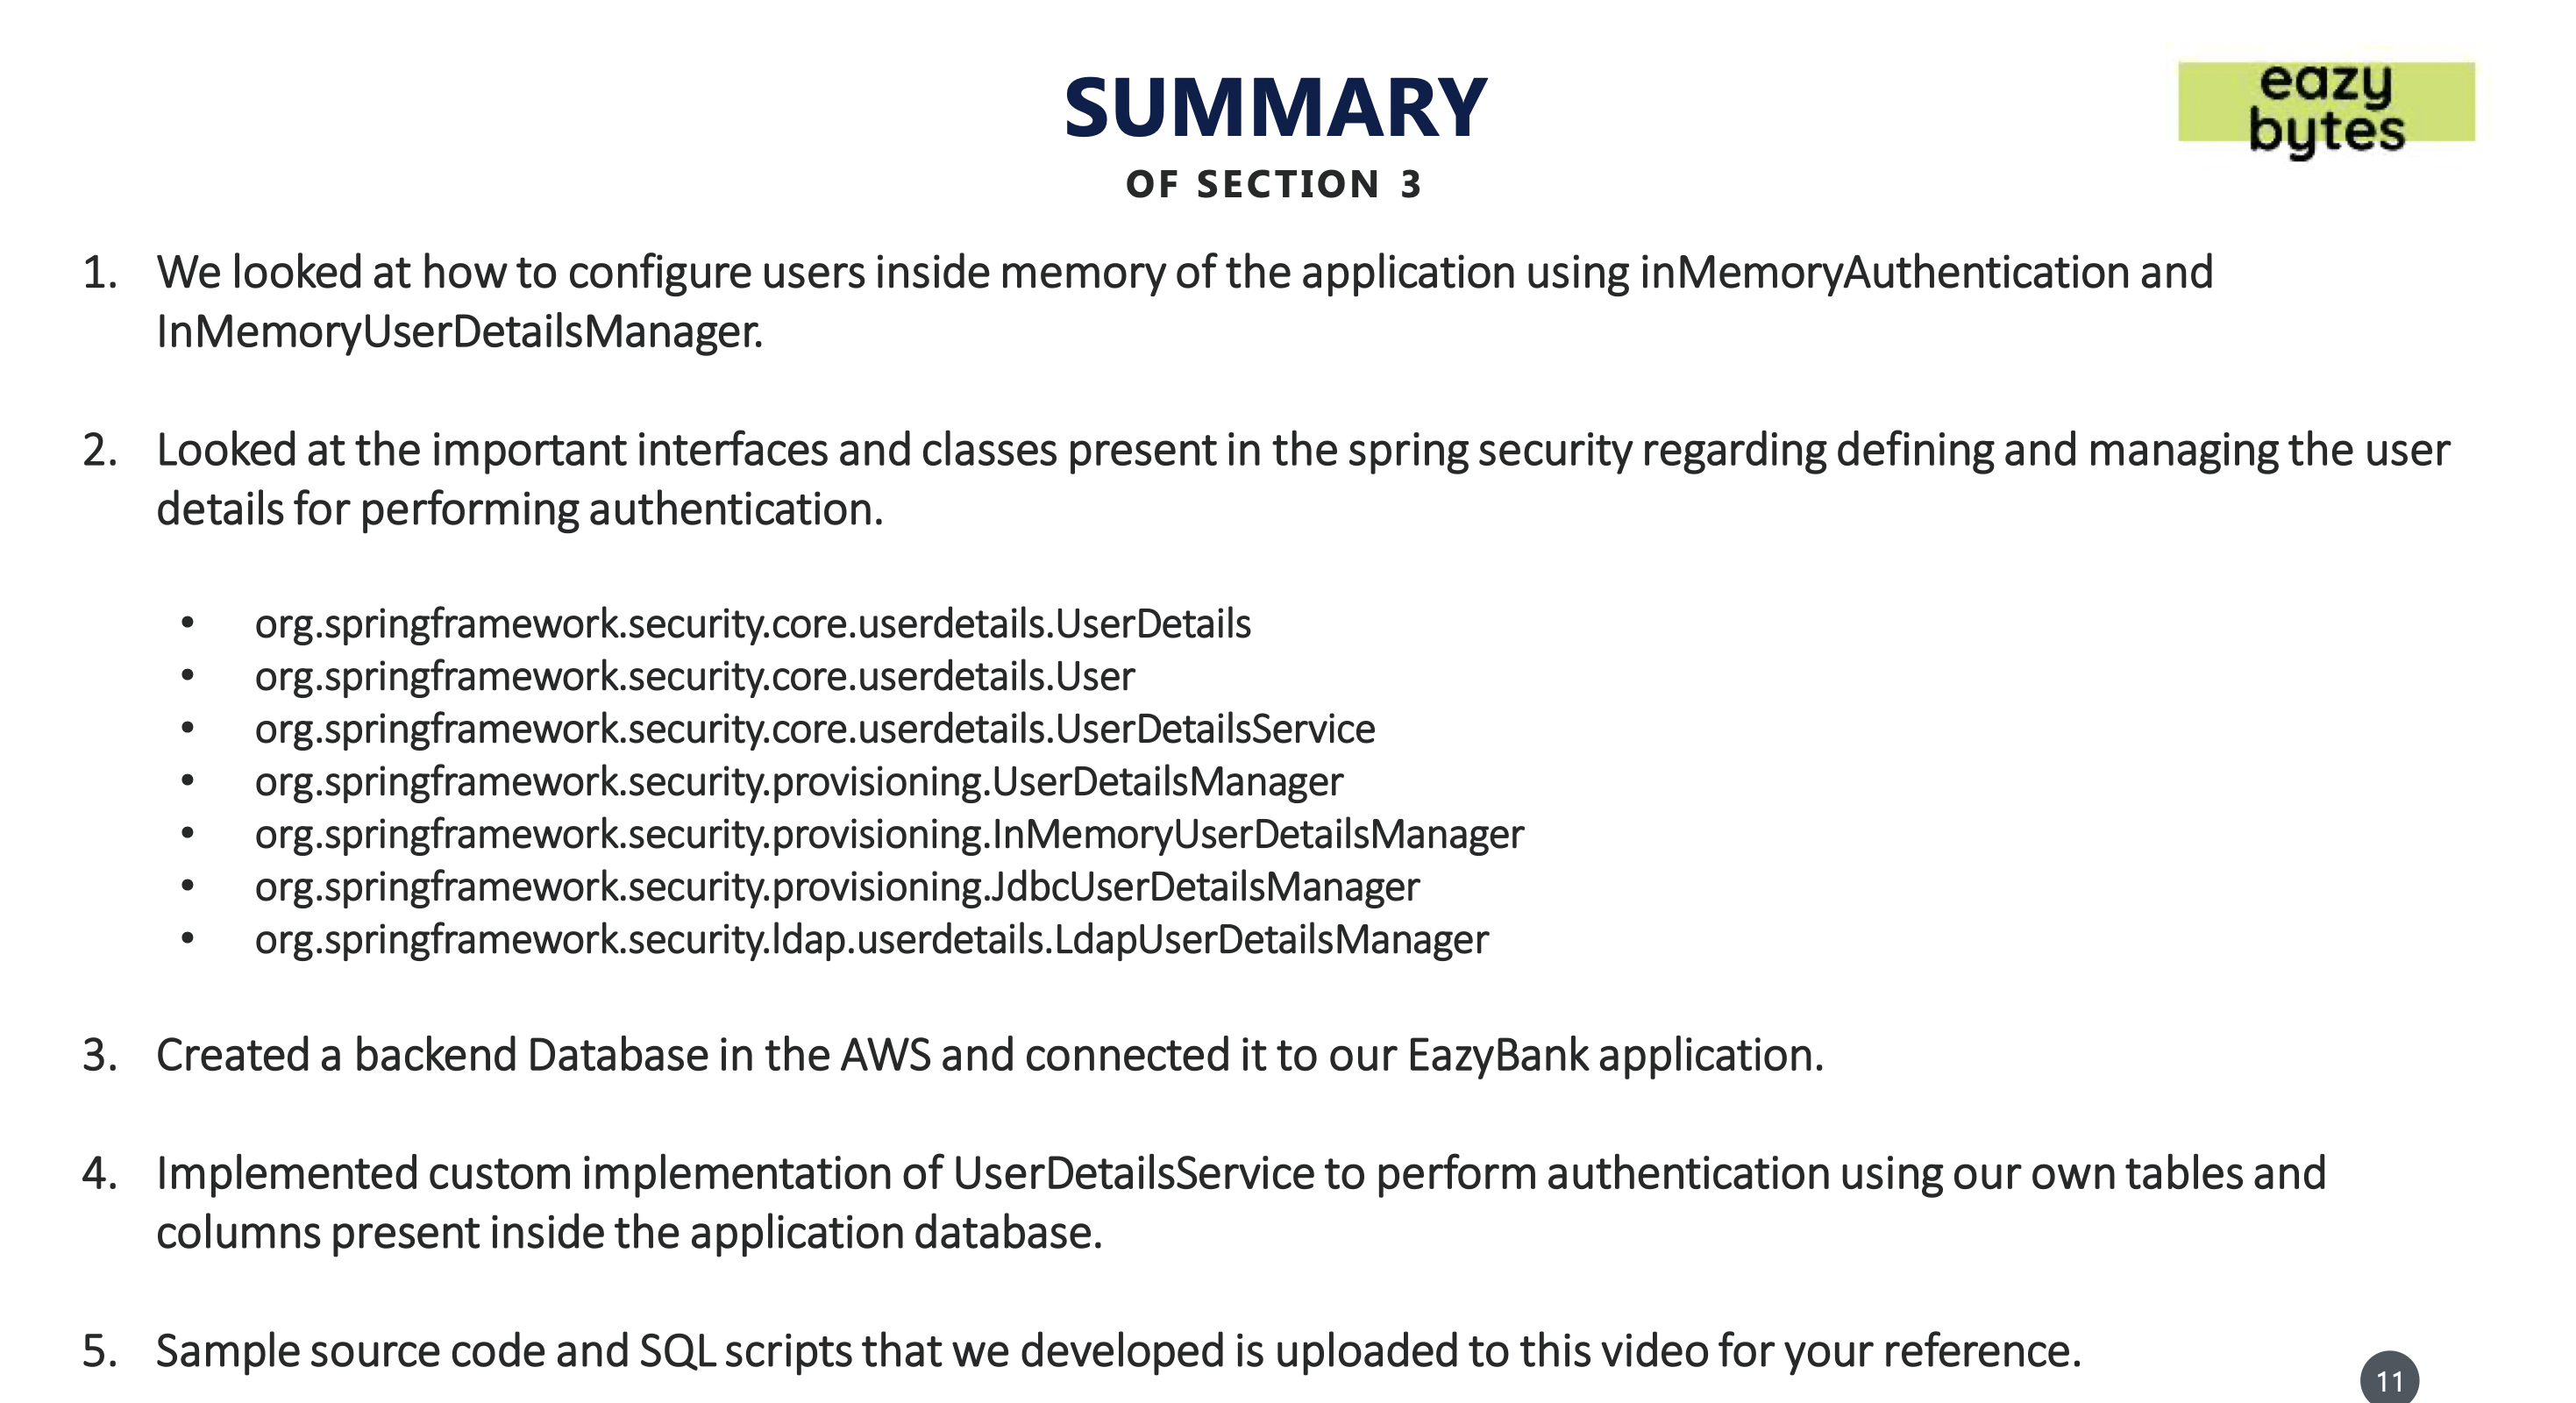 SUMMARY
eazy
bytes
OF SECTION 3
1. We looked at how to configure users inside memory of the application using inMemoryAuthentication and
InMemoryUserDetailsManager.
2. Looked at the important interfaces and classes present in the spring security regarding defining and managing the user
details for performing authentication.
• org.springframework.security.core.userdetails.UserDetails
• org.springframework.security.core.userdetails.User
• org.springframework.security.core.userdetails.UserDetailsService
• org.springframework.security.provisioning.UserDetailsManager
• org.springframework.security.provisioning.InMemoryUserDetailsManager
• org.springframework.security.provisioning.JdbcUserDetailsManager
• org.springframework.security.ldap.userdetails.LdapUserDetailsManager
3. Created a backend Database in the AWS and connected it to our EazyBank application.
4. Implemented custom implementation of UserDetailsService to perform authentication using our own tables and
columns present inside the application database.
5. Sample source code and SQL scripts that we developed is uploaded to this video for your reference.
11